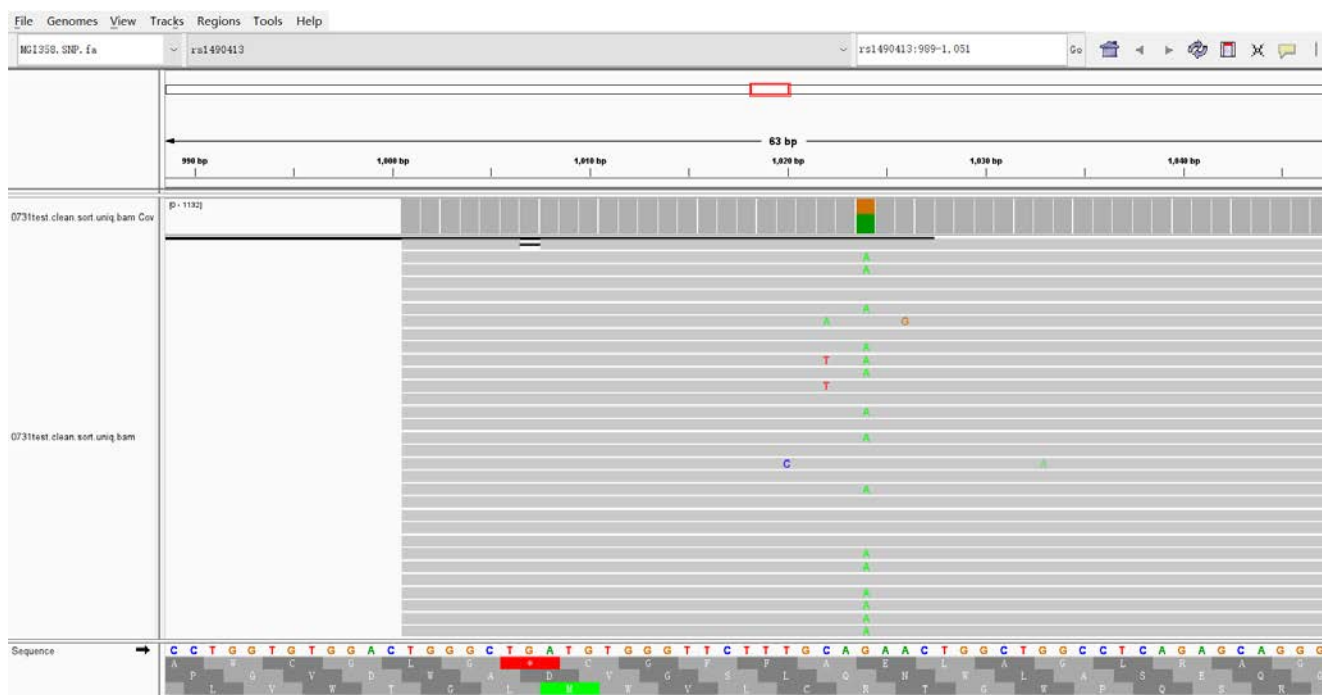 File Genomes View Tracks Regions Tools Help
MGI358.SNP.fa rs1490413 rs1490413:989-1,051 Go
63 bp
990 bp 1,000 bp 1,010 bp 1,020 bp 1,030 bp 1,040 bp
0731test.clean.sort.uniq.bam Cov [0 - 1132]
A
A
A
A G
A
T A
A
T
A
0731test.clean.sort.uniq.bam A
C A
A
A
A
A
A
A
A
Sequence C C T G G T G T G G A C T G G G C T G A T G T G G G T T C T T T G C A G A A C T G G C T G G C C T C A G A G C A G G G
A W C G L G * C G F F A E L A G L R A G
P G V D W A D V G S L Q N W L A S E Q G
L V W T G L M W V L C R T G W P Q S R